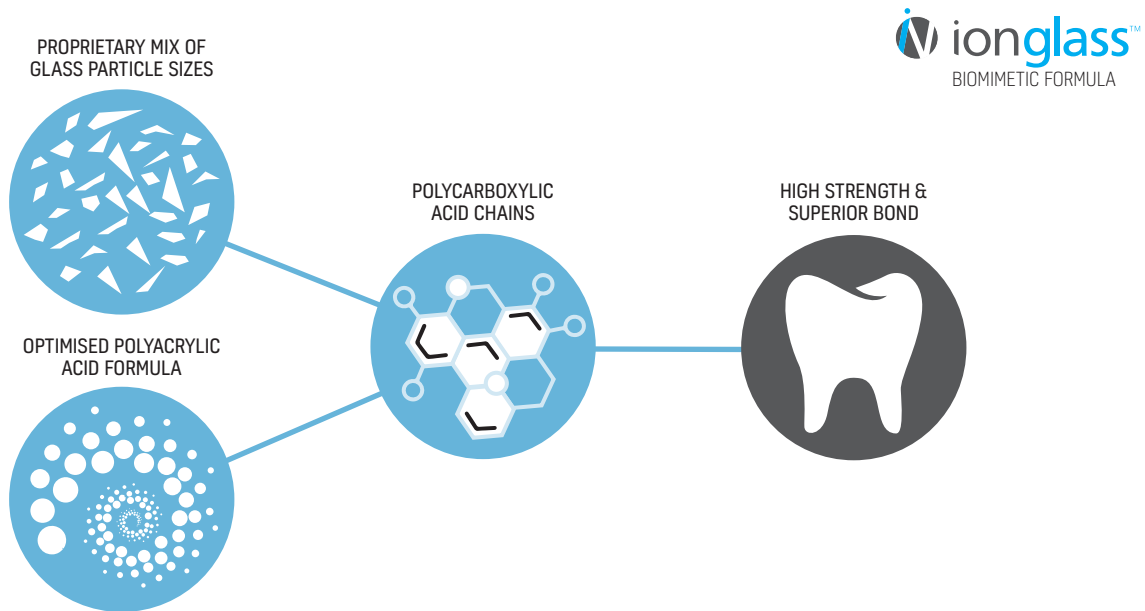 ionglass™
BIOMIMETIC FORMULA
PROPRIETARY MIX OF
GLASS PARTICLE SIZES
OPTIMISED POLYACRYLIC
ACID FORMULA
POLYCARBOXYLIC
ACID CHAINS
HIGH STRENGTH &
SUPERIOR BOND